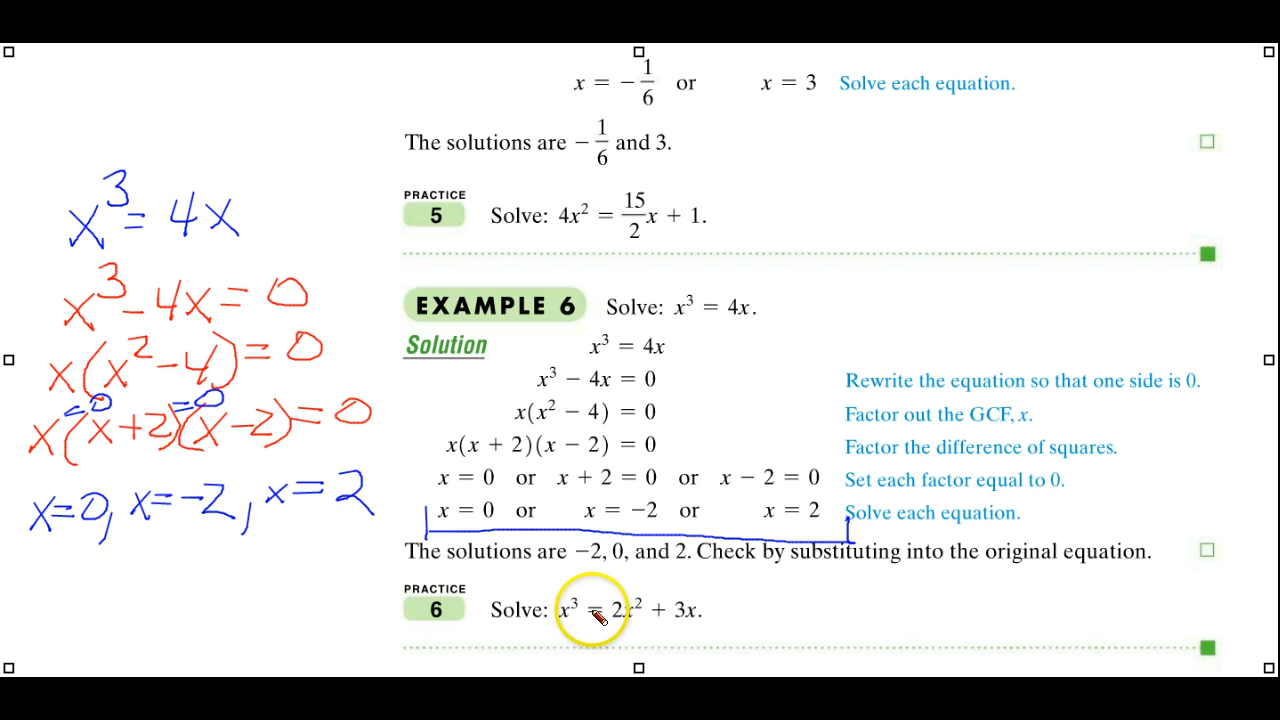 x = -1/6 or x = 3 Solve each equation.
The solutions are -1/6 and 3.
PRACTICE
5 Solve: 4x² = 15/2 x + 1.
x³ = 4x
x³ - 4x = 0
x(x² - 4) = 0
= 0 = 0
x(x+2)(x-2) = 0
x=0, x=-2, x=2
EXAMPLE 6 Solve: x³ = 4x.
Solution x³ = 4x
x³ − 4x = 0 Rewrite the equation so that one side is 0.
x(x² − 4) = 0 Factor out the GCF, x.
x(x + 2)(x − 2) = 0 Factor the difference of squares.
x = 0 or x + 2 = 0 or x − 2 = 0 Set each factor equal to 0.
x = 0 or x = −2 or x = 2 Solve each equation.
The solutions are −2, 0, and 2. Check by substituting into the original equation.
PRACTICE
6 Solve: x³ = 2x² + 3x.